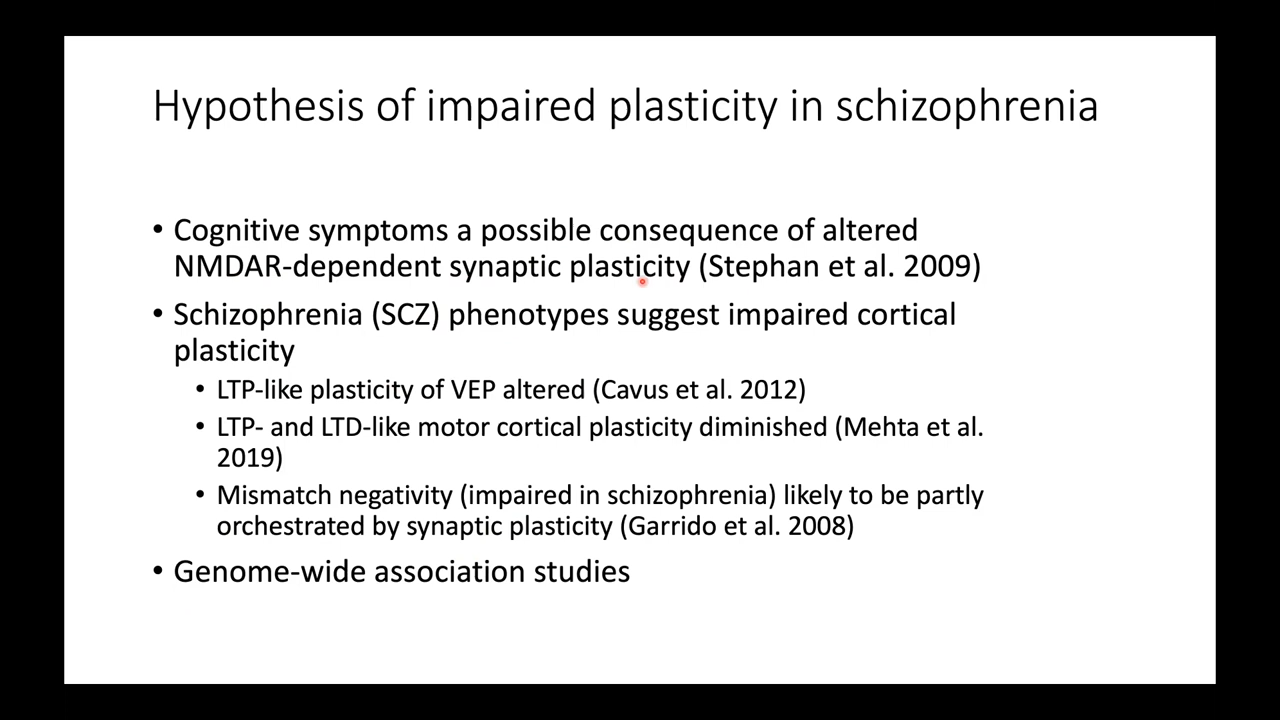 Hypothesis of impaired plasticity in schizophrenia
• Cognitive symptoms a possible consequence of altered
NMDAR-dependent synaptic plasticity (Stephan et al. 2009)
• Schizophrenia (SCZ) phenotypes suggest impaired cortical
plasticity
• LTP-like plasticity of VEP altered (Cavus et al. 2012)
• LTP- and LTD-like motor cortical plasticity diminished (Mehta et al.
2019)
• Mismatch negativity (impaired in schizophrenia) likely to be partly
orchestrated by synaptic plasticity (Garrido et al. 2008)
• Genome-wide association studies